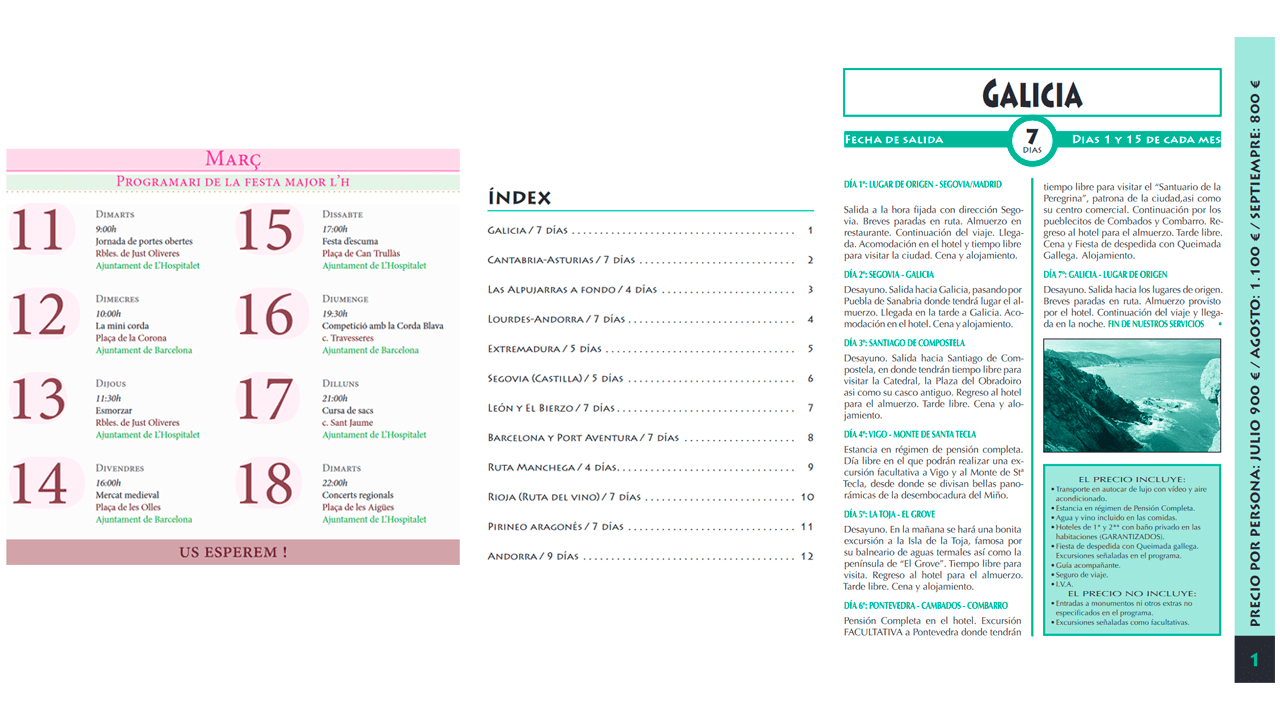 Març
Programari de la festa major l'h
11
Dimarts
9:00h
Jornada de portes obertes
Rbles. de Just Oliveres
Ajuntament de L'Hospitalet
12
Dimecres
10:00h
La mini corda
Plaça de la Corona
Ajuntament de Barcelona
13
Dijous
11:30h
Esmorzar
Rbles. de Just Oliveres
Ajuntament de L'Hospitalet
14
Divendres
16:00h
Mercat medieval
Plaça de les Olles
Ajuntament de Barcelona
15
Dissabte
17:00h
Festa d'escuma
Plaça de Can Trullàs
Ajuntament de L'Hospitalet
16
Diumenge
19:30h
Competició amb la Corda Blava
c. Travesseres
Ajuntament de Barcelona
17
Dilluns
21:00h
Cursa de sacs
c. Sant Jaume
Ajuntament de L'Hospitalet
18
Dimarts
22:00h
Concerts regionals
Plaça de les Aigües
Ajuntament de L'Hospitalet
US ESPEREM !
Índex
Galicia / 7 días 1
Cantabria-Asturias / 7 días 2
Las Alpujarras a fondo / 4 días 3
Lourdes-Andorra / 7 días 4
Extremadura / 5 días 5
Segovia (Castilla) / 5 días 6
León y El Bierzo / 7 días 7
Barcelona y Port Aventura / 7 días 8
Ruta Manchega / 4 días 9
Rioja (Ruta del vino) / 7 días 10
Pirineo aragonés / 7 días 11
Andorra / 9 días 12
Galicia
Fecha de salida
7
DIAS
Dias 1 y 15 de cada mes
DÍA 1º: LUGAR DE ORIGEN - SEGOVIA/MADRID
Salida a la hora fijada con dirección Sego-
via. Breves paradas en ruta. Almuerzo en
restaurante. Continuación del viaje. Llega-
da. Acomodación en el hotel y tiempo libre
para visitar la ciudad. Cena y alojamiento.
DÍA 2º: SEGOVIA - GALICIA
Desayuno. Salida hacia Galicia, pasando por
Puebla de Sanabria donde tendrá lugar el al-
muerzo. Llegada en la tarde a Galicia. Aco-
modación en el hotel. Cena y alojamiento.
DÍA 3º: SANTIAGO DE COMPOSTELA
Desayuno. Salida hacia Santiago de Com-
postela, en donde tendrán tiempo libre para
visitar la Catedral, la Plaza del Obradoiro
asi como su casco antiguo. Regreso al hotel
para el almuerzo. Tarde libre. Cena y alo-
jamiento.
DÍA 4º: VIGO - MONTE DE SANTA TECLA
Estancia en régimen de pensión completa.
Día libre en el que podrán realizar una ex-
cursión facultativa a Vigo y al Monte de Stª
Tecla, desde donde se divisan bellas pano-
rámicas de la desembocadura del Miño.
DÍA 5º: LA TOJA - EL GROVE
Desayuno. En la mañana se hará una bonita
excursión a la Isla de la Toja, famosa por
su balneario de aguas termales así como la
península de “El Grove”. Tiempo libre para
visita. Regreso al hotel para el almuerzo.
Tarde libre. Cena y alojamiento.
DÍA 6º: PONTEVEDRA - CAMBADOS - COMBARRO
Pensión Completa en el hotel. Excursión
FACULTATIVA a Pontevedra donde tendrán
tiempo libre para visitar el “Santuario de la
Peregrina”, patrona de la ciudad,asi como
su centro comercial. Continuación por los
pueblecitos de Combados y Combarro. Re-
greso al hotel para el almuerzo. Tarde libre.
Cena y Fiesta de despedida con Queimada
Gallega. Alojamiento.
DÍA 7º: GALICIA - LUGAR DE ORIGEN
Desayuno. Salida hacia los lugares de origen.
Breves paradas en ruta. Almuerzo provisto
por el hotel. Continuación del viaje y llega-
da en la noche. FIN DE NUESTROS SERVICIOS •
EL PRECIO INCLUYE:
• Transporte en autocar de lujo con vídeo y aire
acondicionado.
• Estancia en régimen de Pensión Completa.
• Agua y vino incluido en las comidas.
• Hoteles de 1* y 2** con baño privado en las
habitaciones (GARANTIZADOS).
• Fiesta de despedida con Queimada gallega.
Excursiones señaladas en el programa.
• Guía acompañante.
• Seguro de viaje.
• I.V.A.
EL PRECIO NO INCLUYE:
• Entradas a monumentos ni otros extras no
especificados en el programa.
• Excursiones señaladas como facultativas.
PRECIO POR PERSONA: JULIO 900 € / AGOSTO: 1.100 € / SEPTIEMPRE: 800 €
1